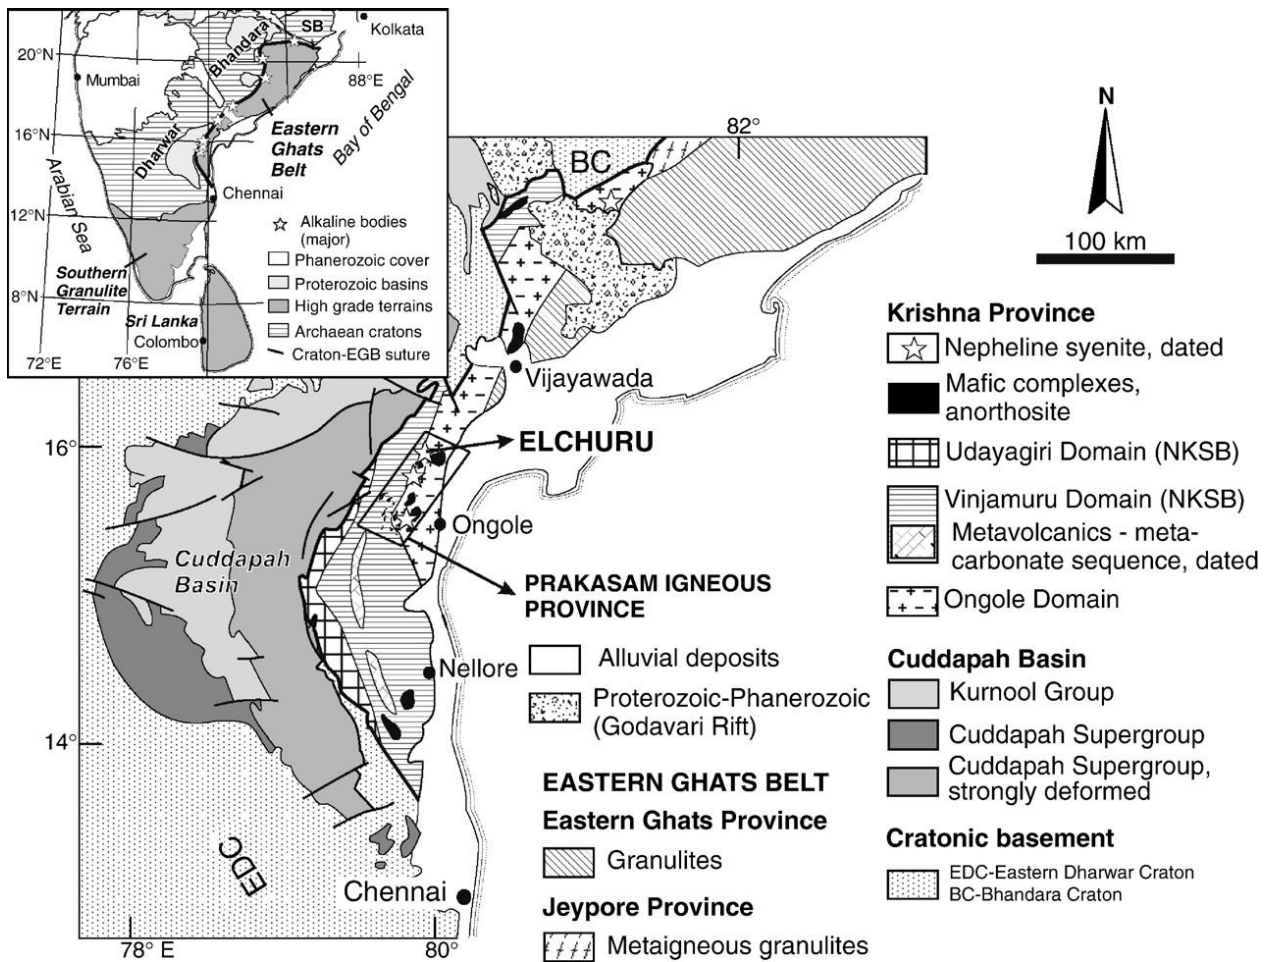 SB
Kolkata
20°N
Bhandara
Mumbai
88°E
Bay of Bengal
16°N
Dharwar
Eastern
Ghats
Belt
Arabian Sea
Chennai
12°N
Alkaline bodies
(major)
Phanerozoic cover
Southern
Granulite
Terrain
Proterozoic basins
8°N
High grade terrains
Sri Lanka
Colombo
Archaean cratons
72°E
76°E
Craton-EGB suture
82°
BC
N
100 km
Vijayawada
16°
ELCHURU
Ongole
Cuddapah
Basin
PRAKASAM IGNEOUS
PROVINCE
Nellore
14°
EDC
Chennai
78° E
80°
Alluvial deposits
Proterozoic-Phanerozoic
(Godavari Rift)
EASTERN GHATS BELT
Eastern Ghats Province
Granulites
Jeypore Province
Metaigneous granulites
Krishna Province
Nepheline syenite, dated
Mafic complexes,
anorthosite
Udayagiri Domain (NKSB)
Vinjamuru Domain (NKSB)
Metavolcanics - meta-
carbonate sequence, dated
Ongole Domain
Cuddapah Basin
Kurnool Group
Cuddapah Supergroup
Cuddapah Supergroup,
strongly deformed
Cratonic basement
EDC-Eastern Dharwar Craton
BC-Bhandara Craton